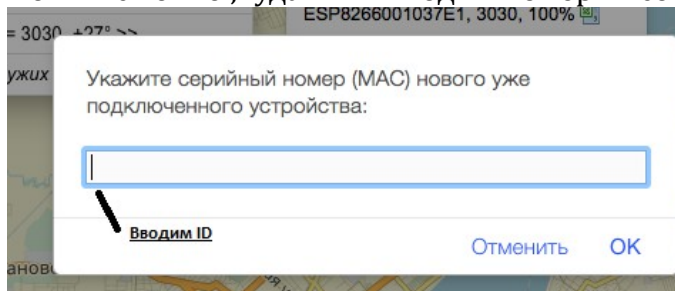 ESP8266001037E1, 3030, 100%
= 3030, +27° >>
ужих
Укажите серийный номер (MAC) нового уже
подключенного устройства:
Вводим ID
Отменить OK